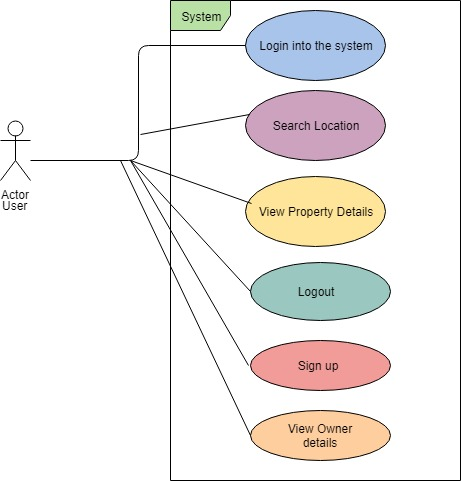 System
Login into the system
Search Location
View Property Details
Actor
User
Logout
Sign up
View Owner
details